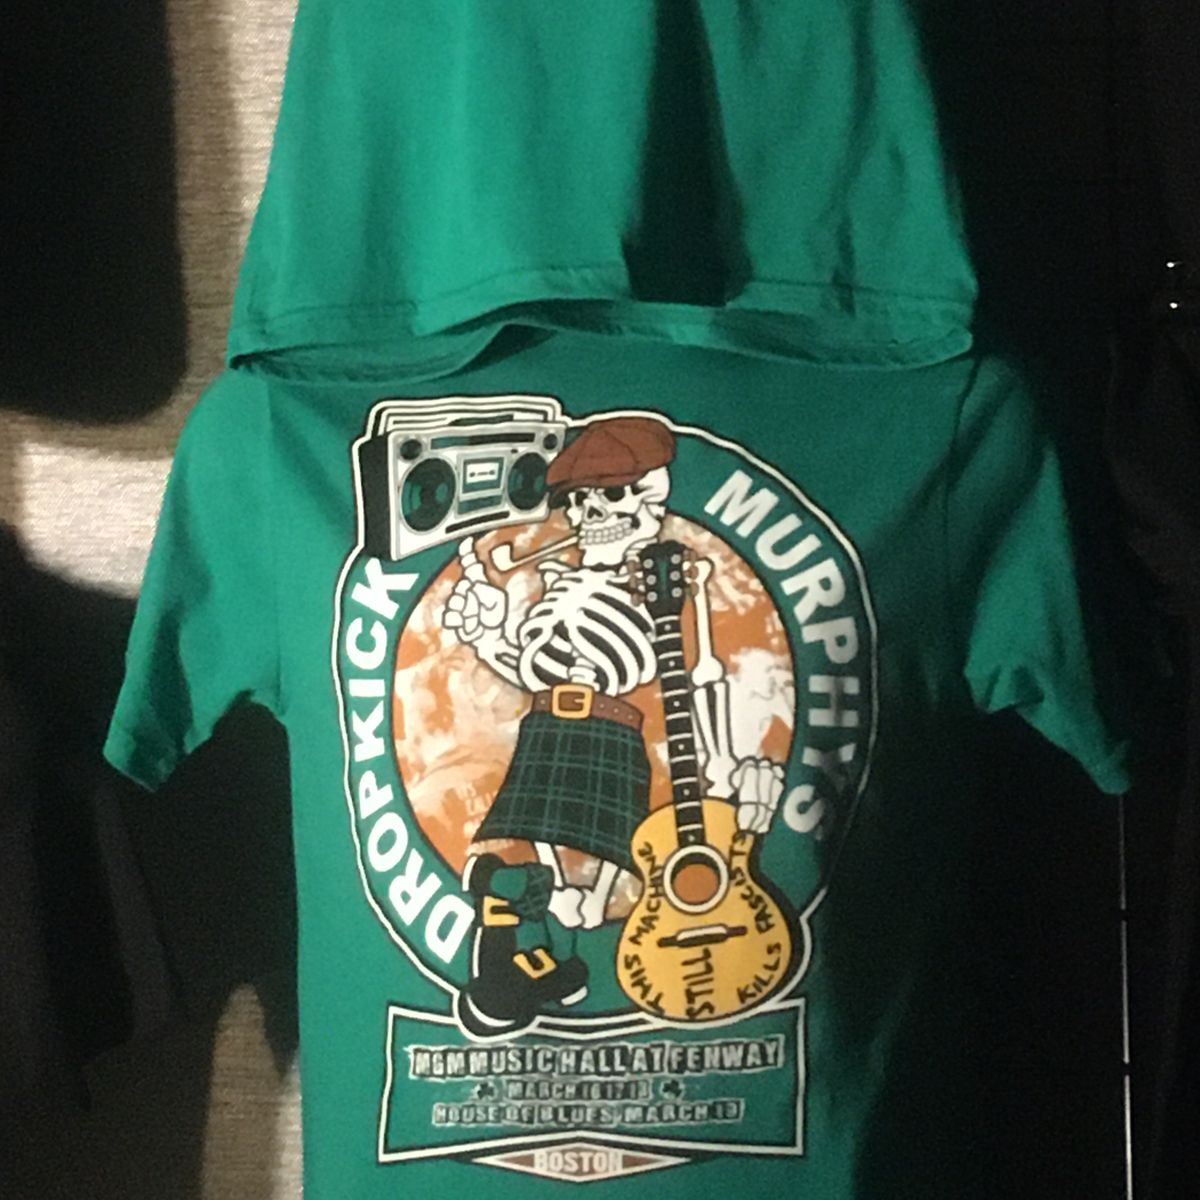 DROPKICK
MURPHYS
THIS MACHINE
STILL
KILLS FASCISTS
MGM MUSIC HALL AT FENWAY
MARCH 16 17 18
HOUSE OF BLUES MARCH 19
BOSTON